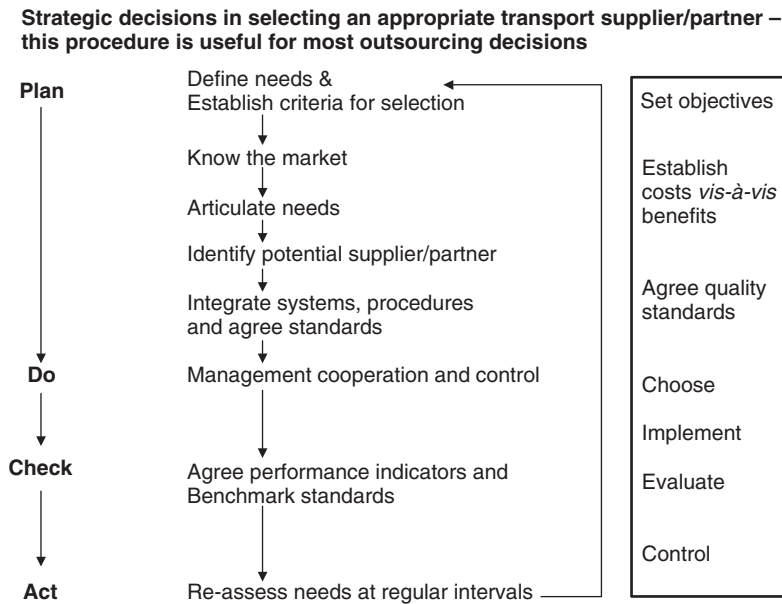 Strategic decisions in selecting an appropriate transport supplier/partner –
this procedure is useful for most outsourcing decisions
Plan
Define needs &
Establish criteria for selection
Know the market
Articulate needs
Identify potential supplier/partner
Integrate systems, procedures
and agree standards
Do
Management cooperation and control
Check
Agree performance indicators and
Benchmark standards
Act
Re-assess needs at regular intervals
Set objectives
Establish
costs vis-à-vis
benefits
Agree quality
standards
Choose
Implement
Evaluate
Control